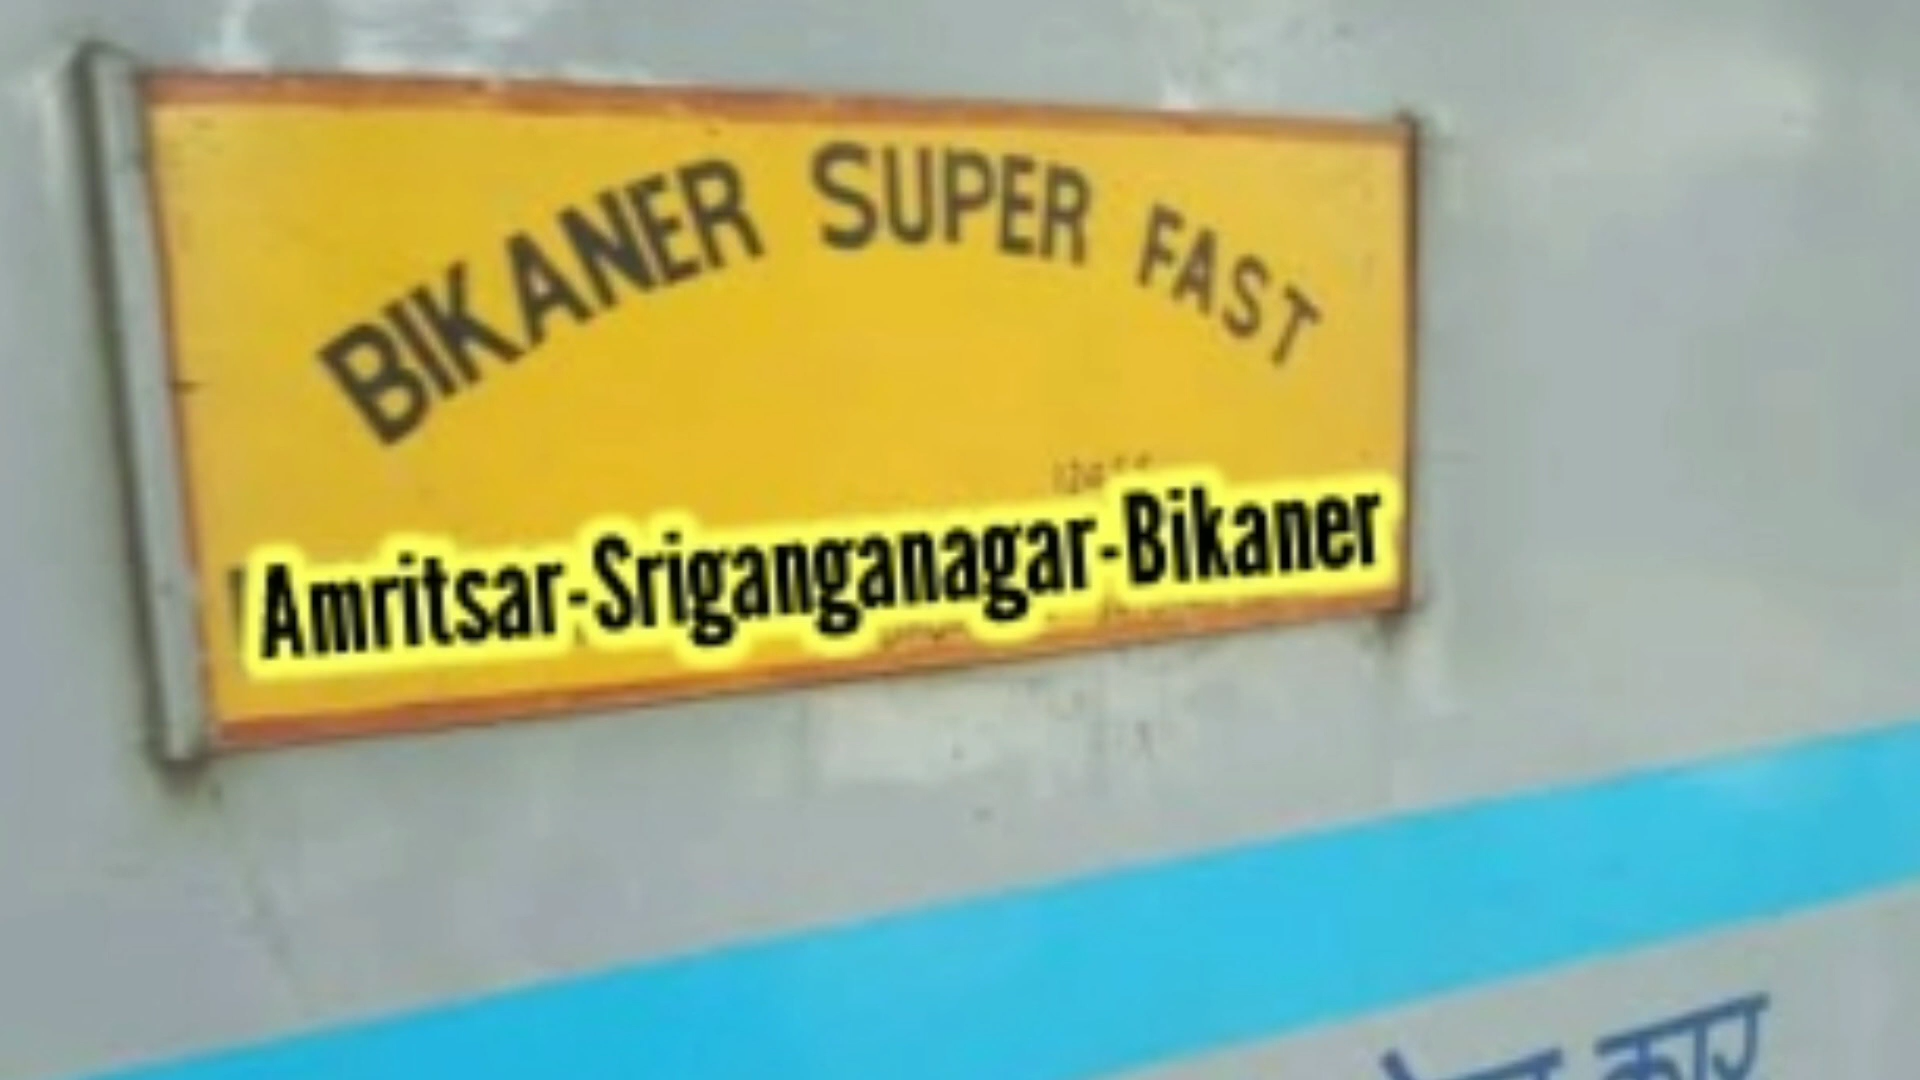 BIKANER SUPER FAST
Amritsar-Sriganganagar-Bikaner
कार